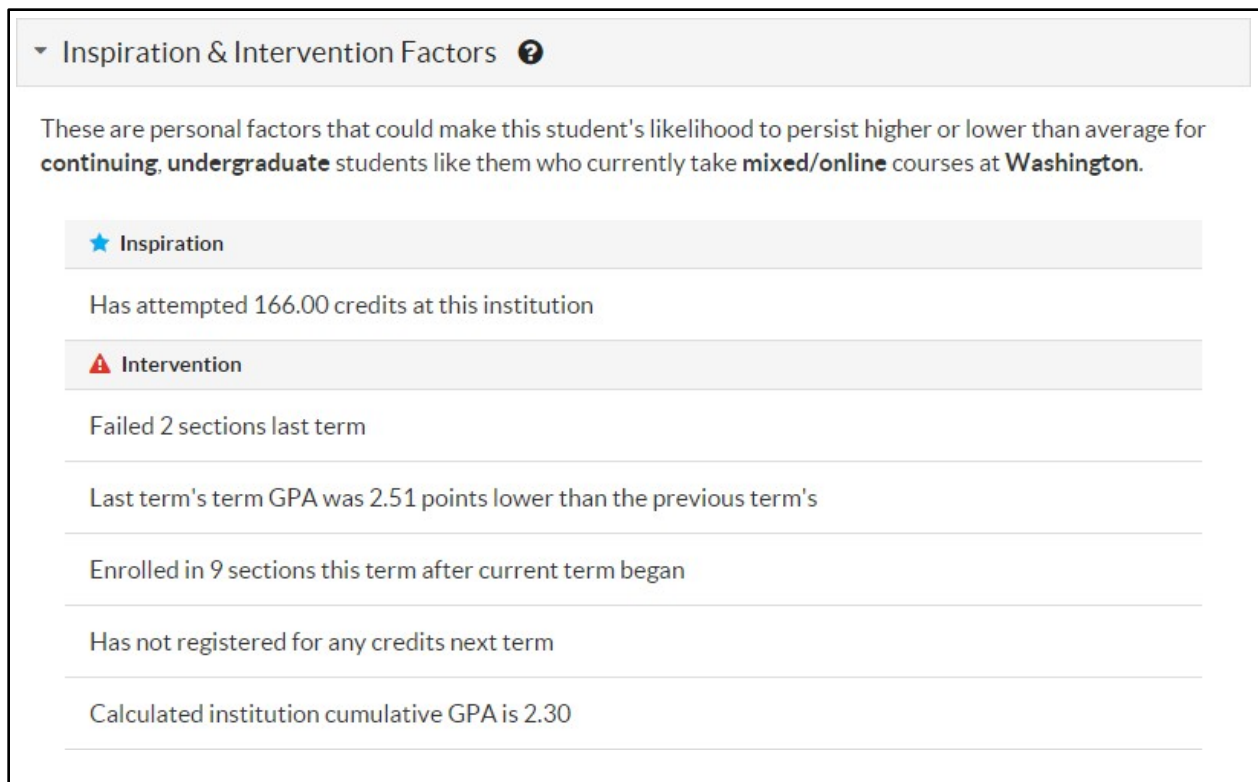 Inspiration & Intervention Factors ?
These are personal factors that could make this student's likelihood to persist higher or lower than average for
continuing, undergraduate students like them who currently take mixed/online courses at Washington.
Inspiration
Has attempted 166.00 credits at this institution
Intervention
Failed 2 sections last term
Last term's term GPA was 2.51 points lower than the previous term's
Enrolled in 9 sections this term after current term began
Has not registered for any credits next term
Calculated institution cumulative GPA is 2.30